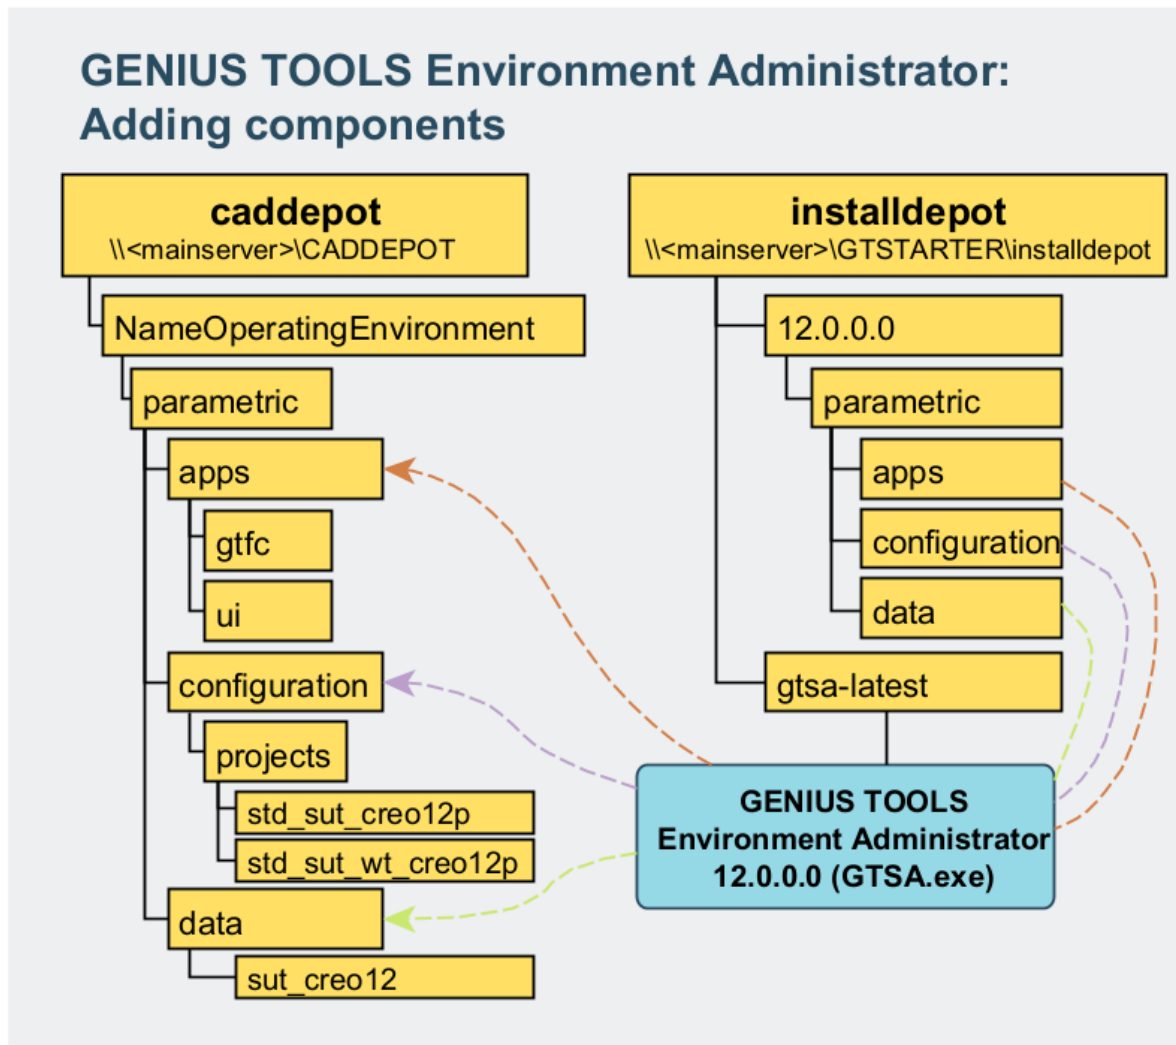 GENIUS TOOLS Environment Administrator:
Adding components
caddepot
\\<mainserver>\CADDEPOT
NameOperatingEnvironment
parametric
apps
gtfc
ui
configuration
projects
std_sut_creo12p
std_sut_wt_creo12p
data
sut_creo12
installdepot
\\<mainserver>\GTSTARTER\installdepot
12.0.0.0
parametric
apps
configuration
data
gtsa-latest
GENIUS TOOLS
Environment Administrator
12.0.0.0 (GTSA.exe)